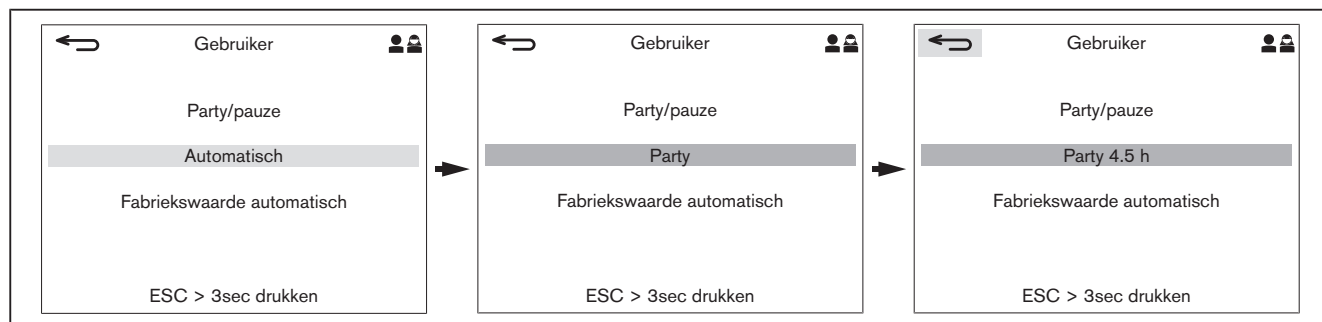 Gebruiker
Party/pauze
Automatisch
Fabriekswaarde automatisch
ESC > 3sec drukken
Gebruiker
Party/pauze
Party
Fabriekswaarde automatisch
ESC > 3sec drukken
Gebruiker
Party/pauze
Party 4.5 h
Fabriekswaarde automatisch
ESC > 3sec drukken